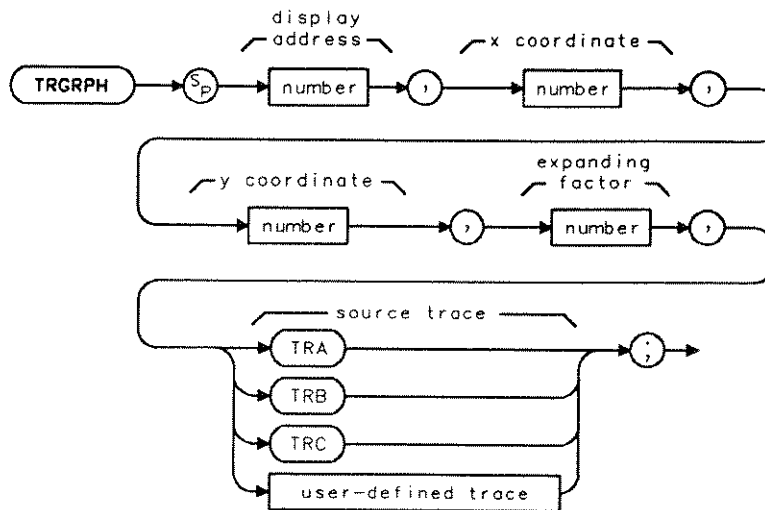 display
address x coordinate
TRGRPH Sp number , number ,
y coordinate expanding
factor
number , number ,
source trace
TRA ;
TRB
TRC
user-defined trace